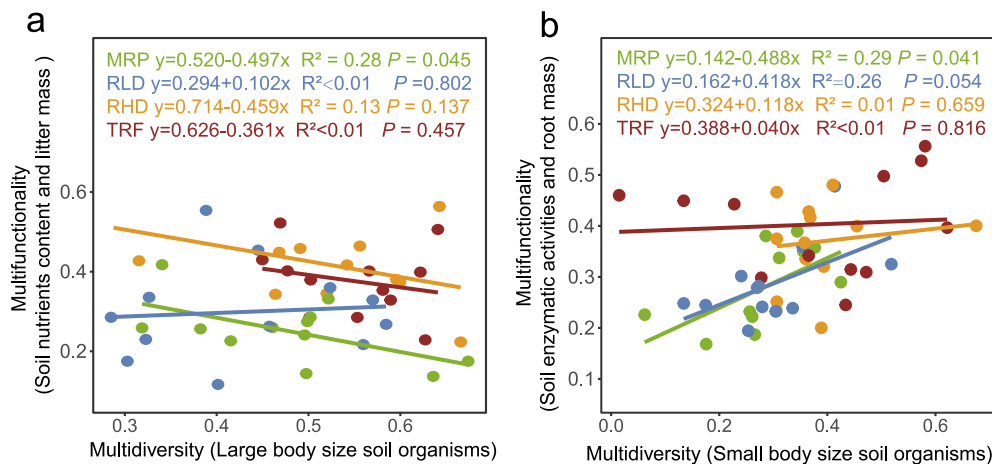 a
MRP y=0.520-0.497x R² = 0.28 P = 0.045
RLD y=0.294+0.102x R²<0.01 P = 0.802
RHD y=0.714-0.459x R² = 0.13 P = 0.137
TRF y=0.626-0.361x R²<0.01 P = 0.457
Multifunctionality
(Soil nutrients content and litter mass)
0.6
0.4
0.2
0.3 0.4 0.5 0.6
Multidiversity (Large body size soil organisms)
b
MRP y=0.142-0.488x R² = 0.29 P = 0.041
RLD y=0.162+0.418x R²=0.26 P = 0.054
RHD y=0.324+0.118x R² = 0.01 P = 0.659
TRF y=0.388+0.040x R²<0.01 P = 0.816
Multifunctionality
(Soil enzymatic activities and root mass)
0.6
0.5
0.4
0.3
0.2
0.1
0.0 0.2 0.4 0.6
Multidiversity (Small body size soil organisms)